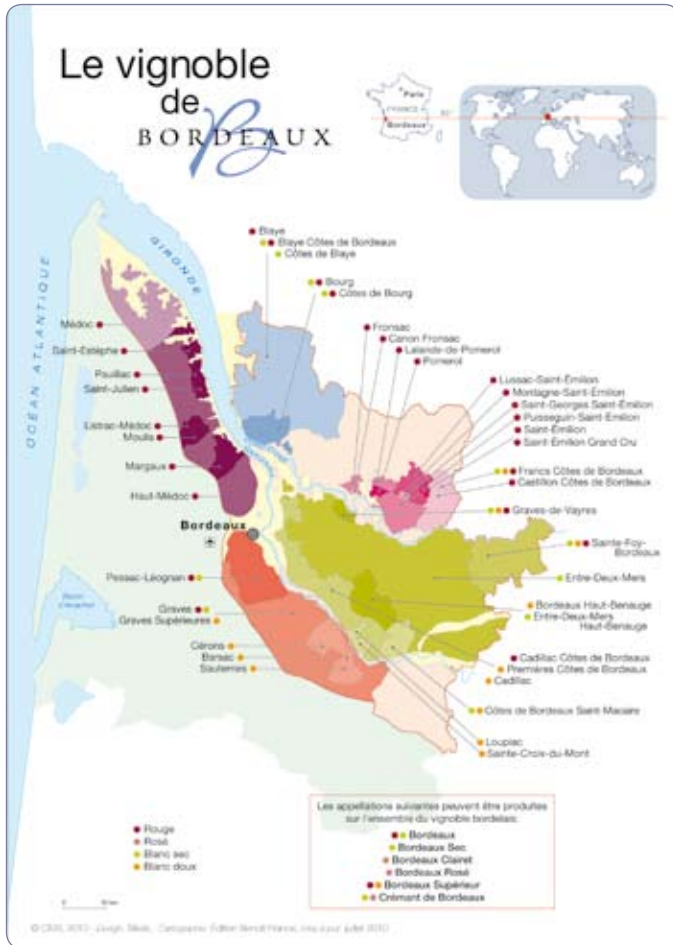 Le vignoble
de
BORDEAUX
Paris
FRANCE
Bordeaux
45°
OCÉAN ATLANTIQUE
GIRONDE
Blaye
Blaye Côtes de Bordeaux
Côtes de Blaye
Bourg
Côtes de Bourg
Fronsac
Canon Fronsac
Lalande-de-Pomerol
Pomerol
Médoc
Saint-Estèphe
Pauillac
Saint-Julien
Listrac-Médoc
Moulis
Margaux
Haut-Médoc
Lussac-Saint-Émilion
Montagne-Saint-Émilion
Saint-Georges Saint-Émilion
Puisseguin Saint-Émilion
Saint-Émilion
Saint-Émilion Grand Cru
Francs Côtes de Bordeaux
Castillon Côtes de Bordeaux
Graves-de-Vayres
Bordeaux
Sainte-Foy-
Bordeaux
Pessac-Léognan
Entre-Deux-Mers
Graves
Graves Supérieures
Bordeaux Haut-Benauge
Entre-Deux-Mers
Haut-Benauge
Cérons
Barsac
Sauternes
Cadillac Côtes de Bordeaux
Premières Côtes de Bordeaux
Cadillac
Côtes de Bordeaux Saint-Macaire
Loupiac
Sainte-Croix-du-Mont
Rouge
Rosé
Blanc sec
Blanc doux
Les appellations suivantes peuvent être produites
sur l'ensemble du vignoble bordelais:
Bordeaux
Bordeaux Sec
Bordeaux Clairet
Bordeaux Rosé
Bordeaux Supérieur
Crémant de Bordeaux